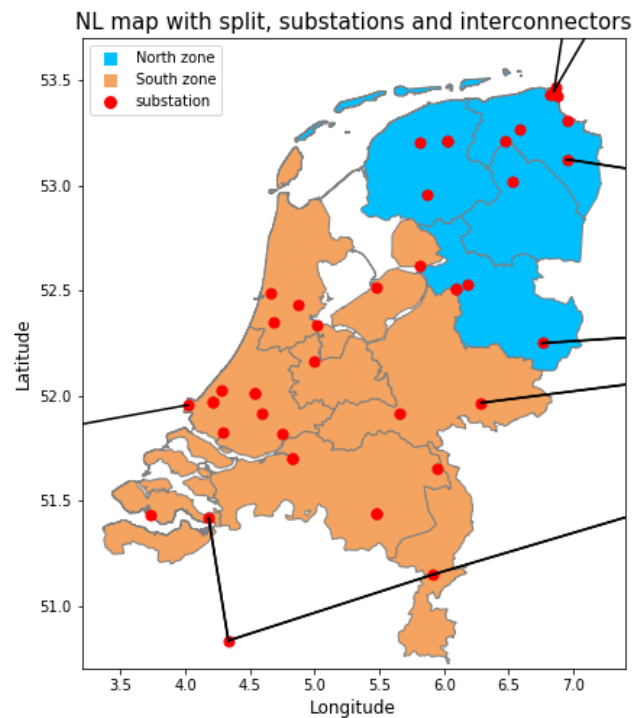 NL map with split, substations and interconnectors
North zone
South zone
substation
53.5
53.0
52.5
52.0
51.5
51.0
Latitude
3.5 4.0 4.5 5.0 5.5 6.0 6.5 7.0
Longitude